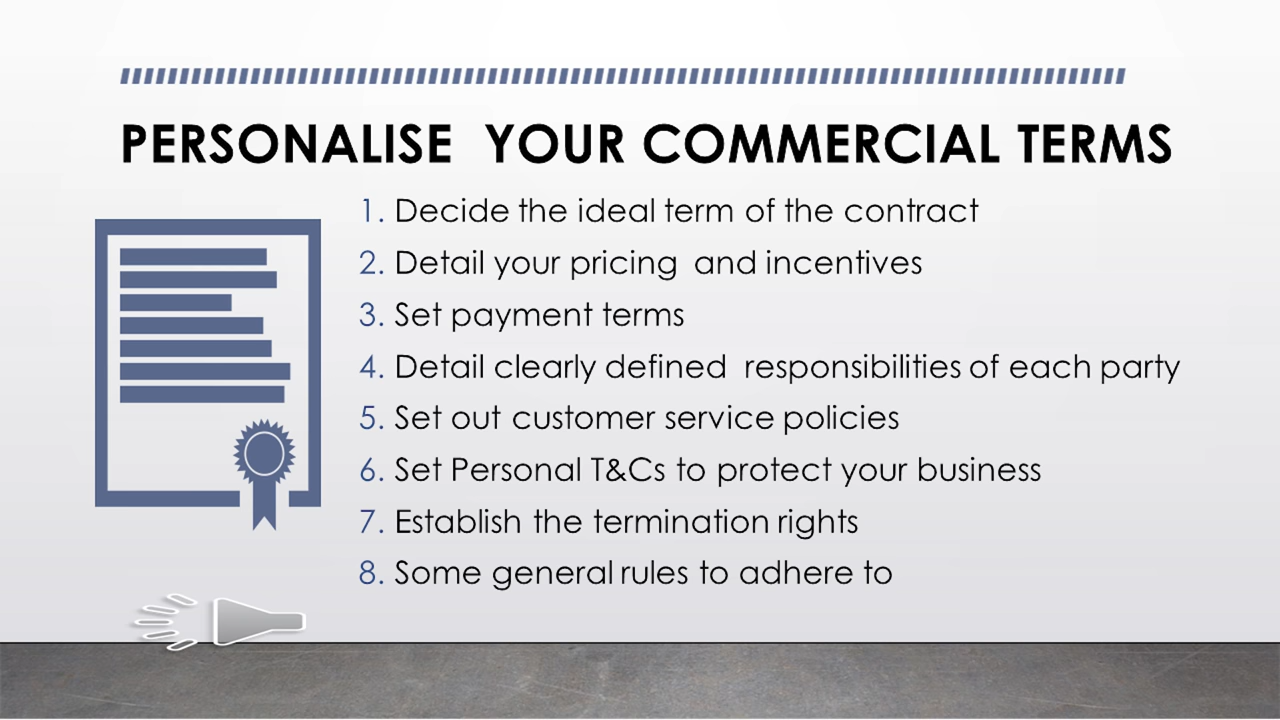 PERSONALISE YOUR COMMERCIAL TERMS
1. Decide the ideal term of the contract
2. Detail your pricing and incentives
3. Set payment terms
4. Detail clearly defined responsibilities of each party
5. Set out customer service policies
6. Set Personal T&Cs to protect your business
7. Establish the termination rights
8. Some general rules to adhere to